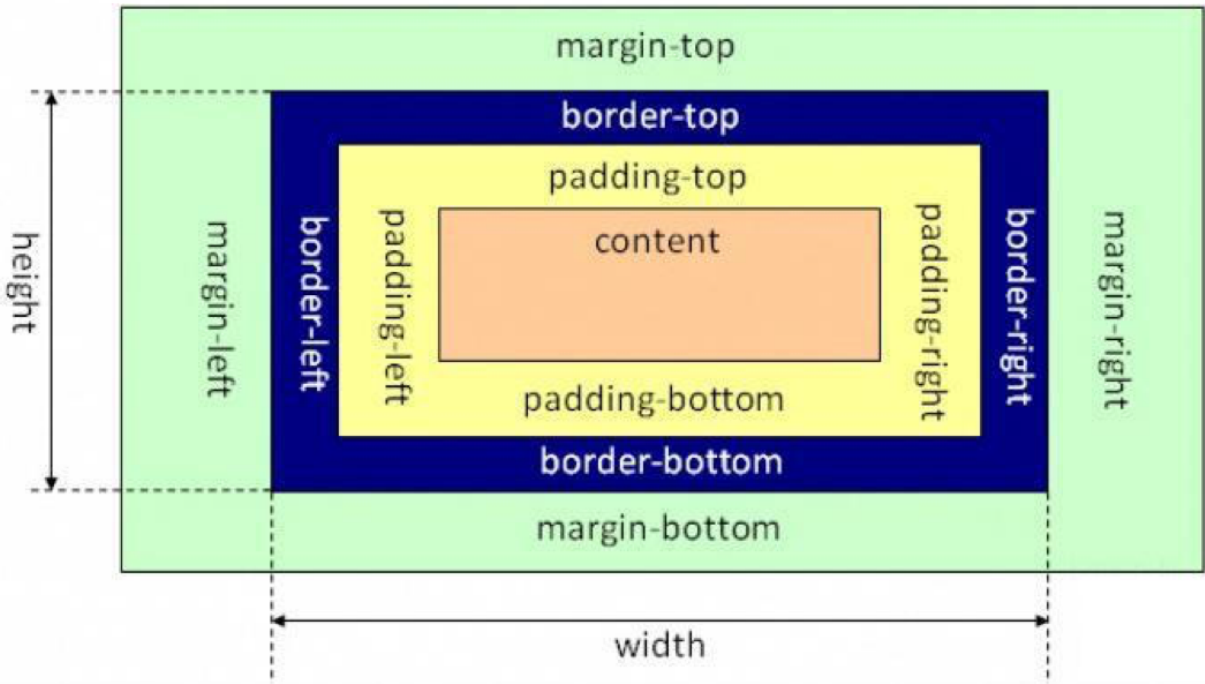 margin-top
border-top
padding-top
content
height
margin-left
border-left
padding-left
padding-right
border-right
margin-right
padding-bottom
border-bottom
margin-bottom
width